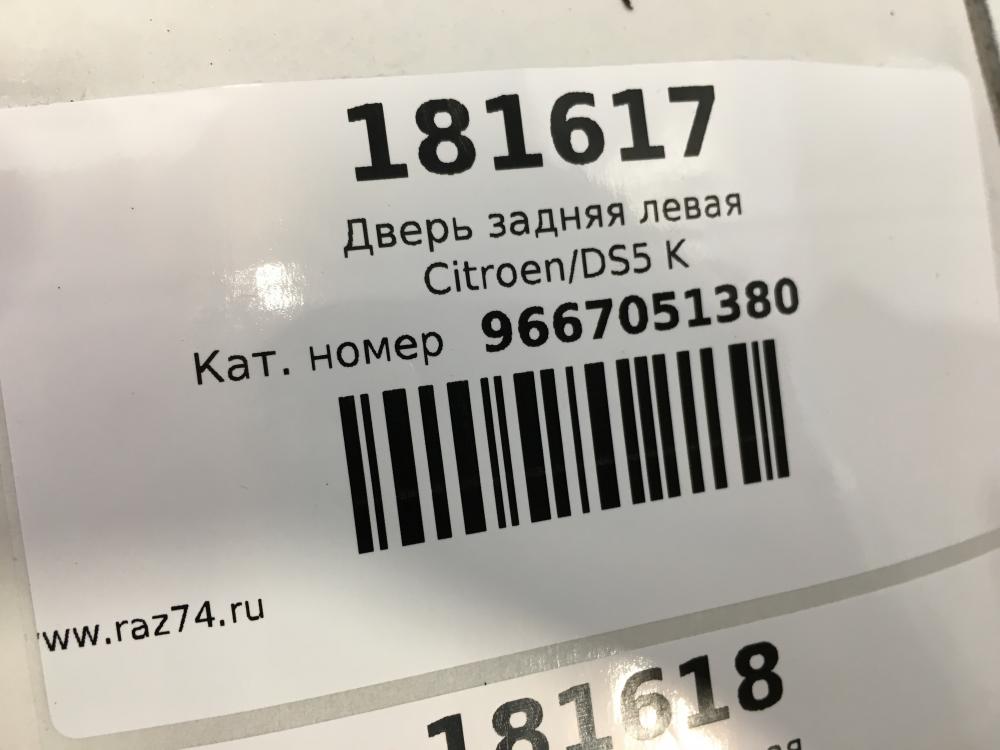 181617
Дверь задняя левая
Citroen/DS5 K
Кат. номер 9667051380
www.raz74.ru
181618